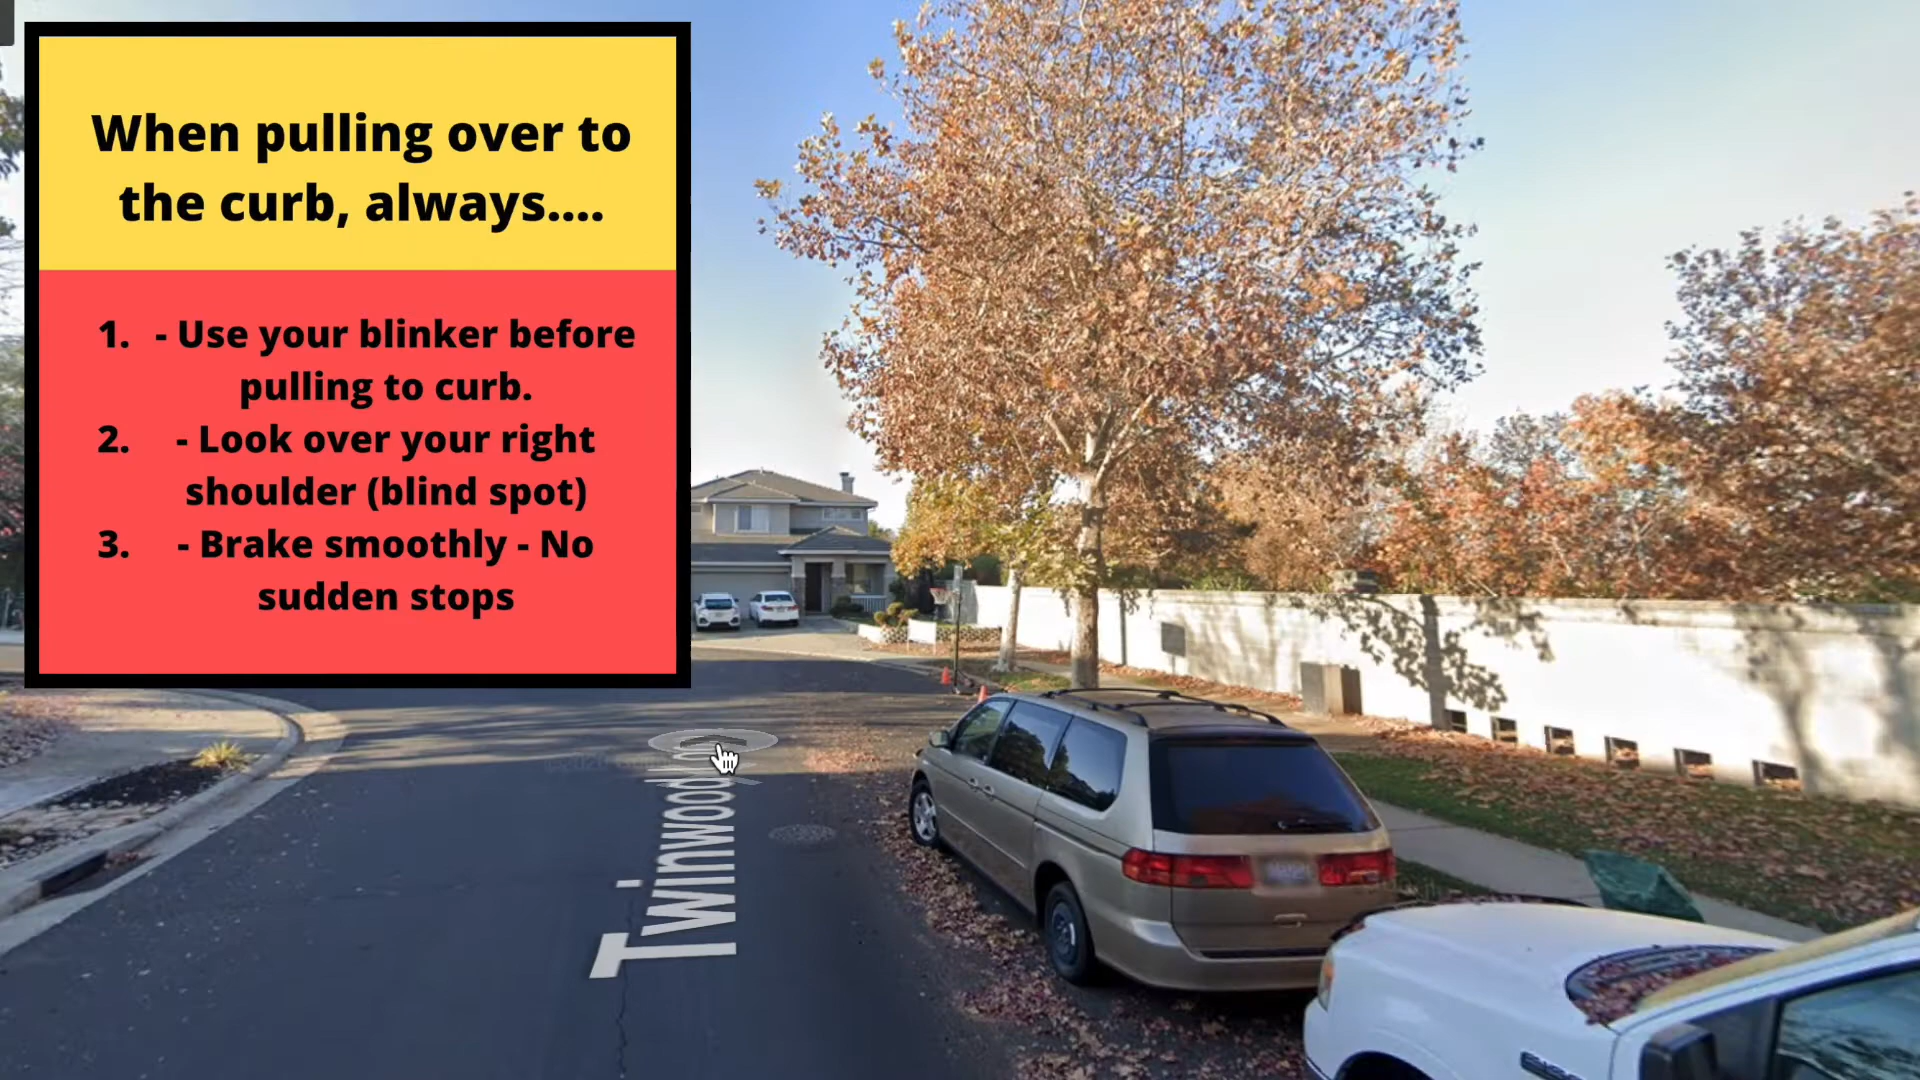 When pulling over to
the curb, always....
1. - Use your blinker before
pulling to curb.
2. - Look over your right
shoulder (blind spot)
3. - Brake smoothly - No
sudden stops
Twinwood